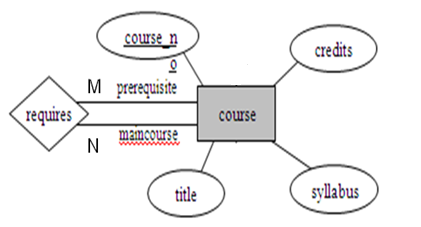 course_n
o
credits
M
prerequisite
requires
course
maincourse
N
title
syllabus